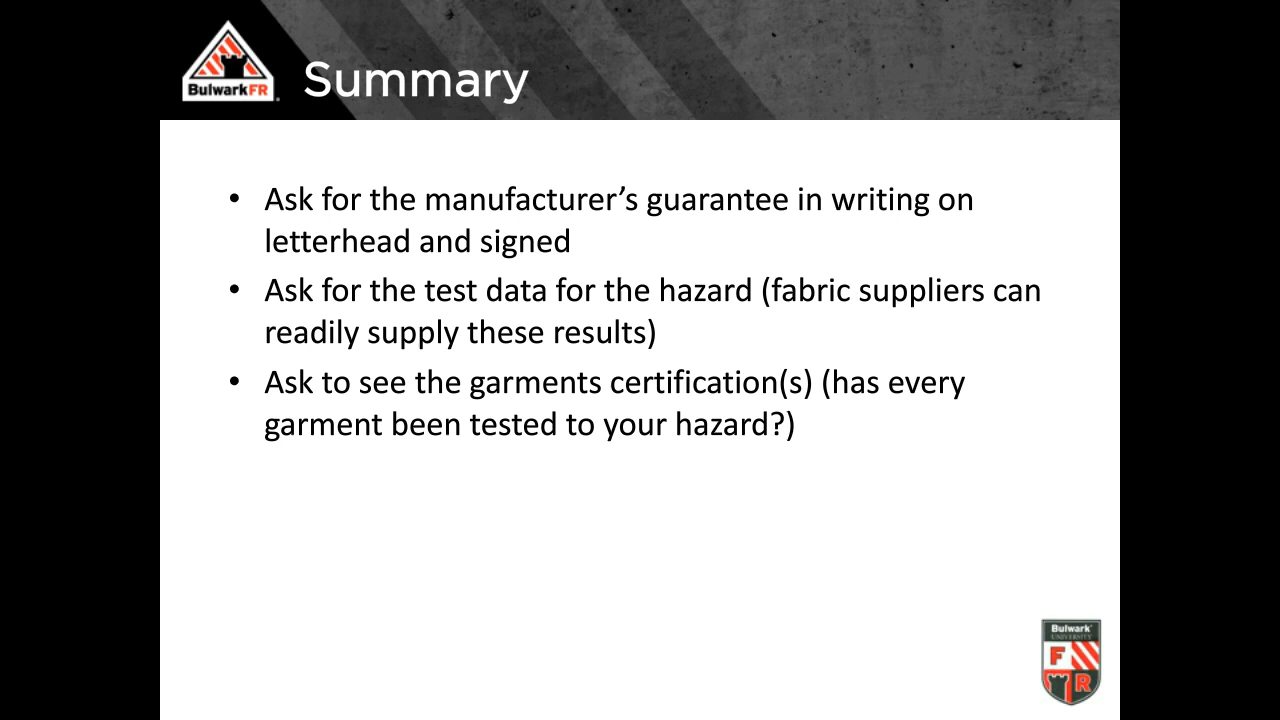 BulwarkFR
Summary
• Ask for the manufacturer’s guarantee in writing on
letterhead and signed
• Ask for the test data for the hazard (fabric suppliers can
readily supply these results)
• Ask to see the garments certification(s) (has every
garment been tested to your hazard?)
Bulwark
UNIVERSITY
F
R